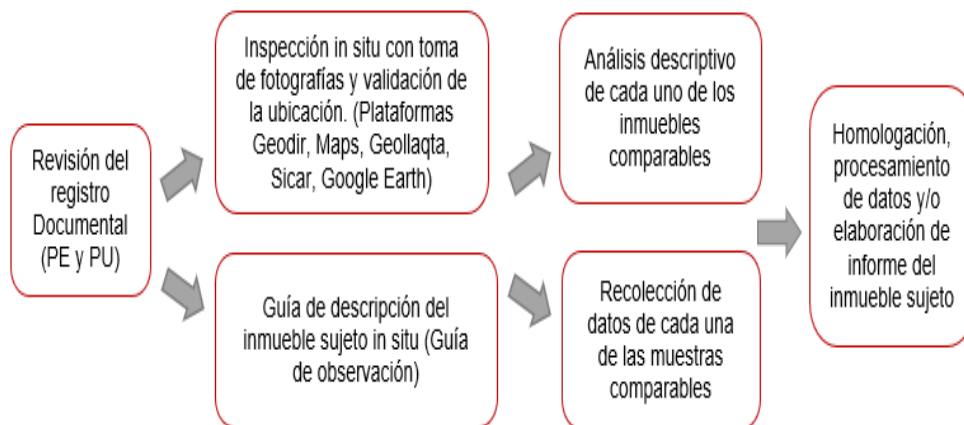 Revisión del
registro
Documental
(PE y PU)
Inspección in situ con toma
de fotografías y validación de
la ubicación. (Plataformas
Geodir, Maps, Geollaqta,
Sicar, Google Earth)
Guía de descripción del
inmueble sujeto in situ (Guía
de observación)
Análisis descriptivo
de cada uno de los
inmuebles
comparables
Recolección de
datos de cada una
de las muestras
comparables
Homologación,
procesamiento
de datos y/o
elaboración de
informe del
inmueble sujeto